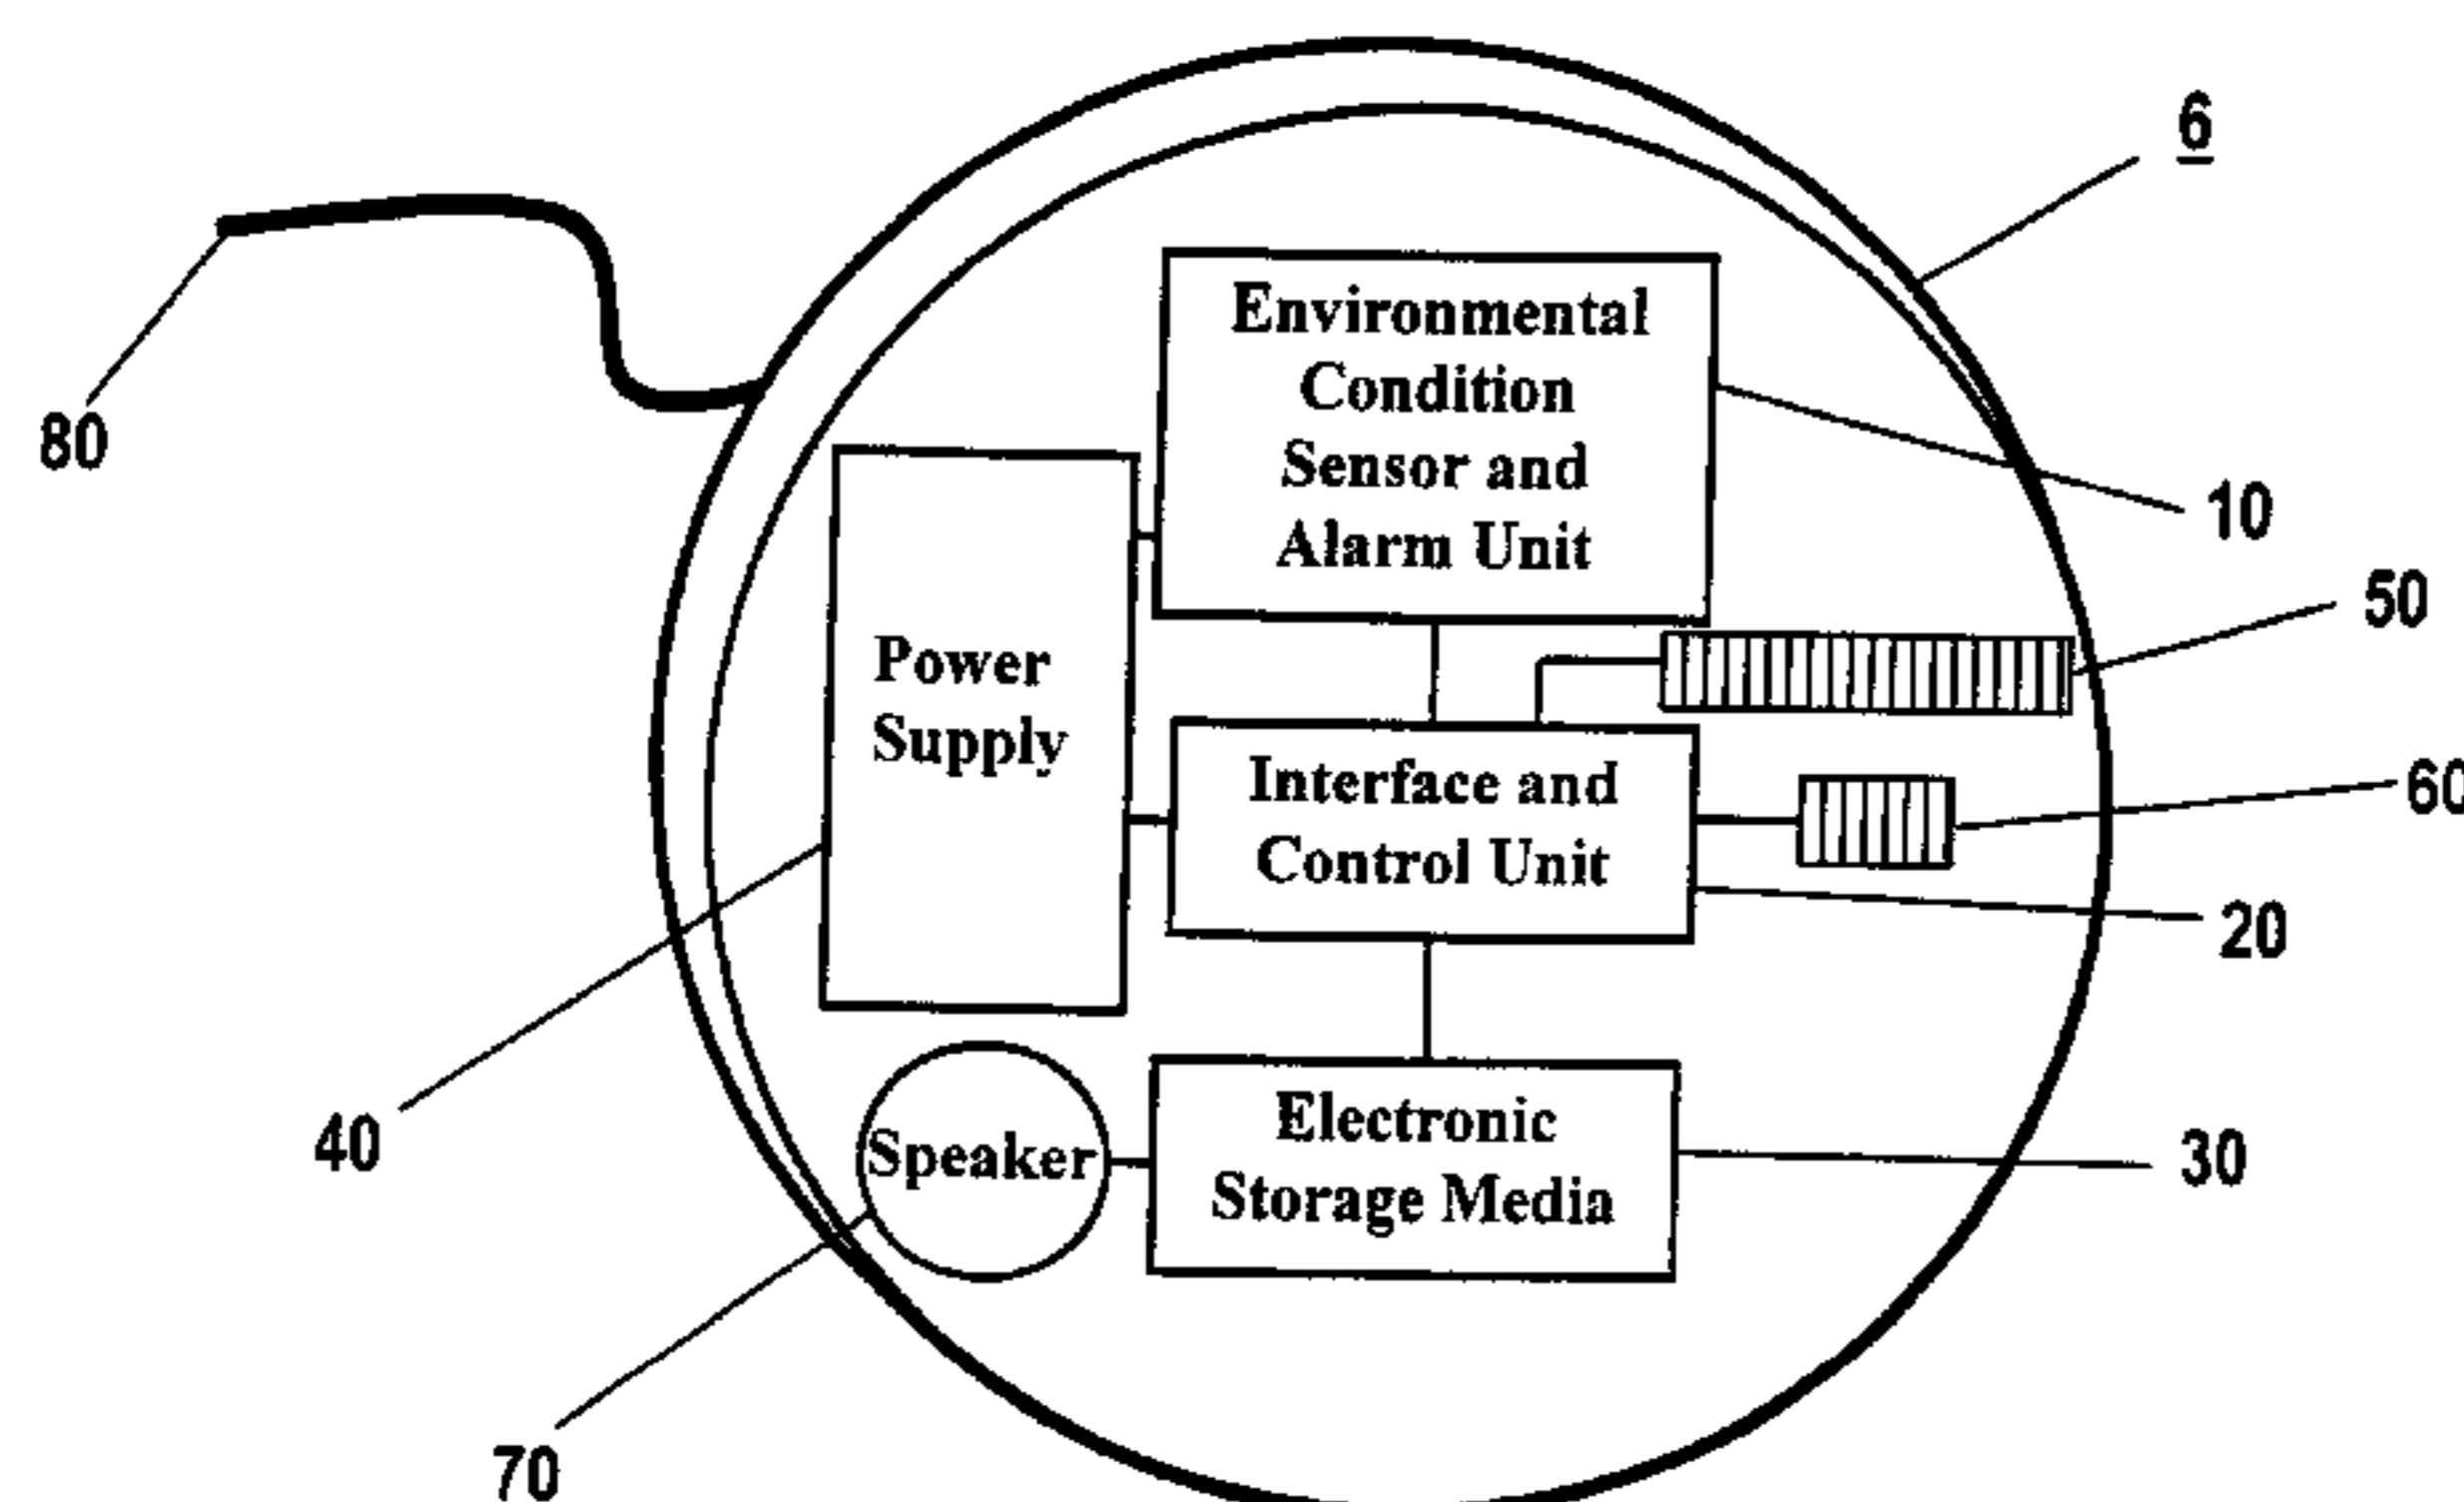 6
Environmental
Condition
Sensor and
Alarm Unit
80
10
50
Power
Supply
Interface and
Control Unit
60
20
40
Speaker
Electronic
Storage Media
30
70